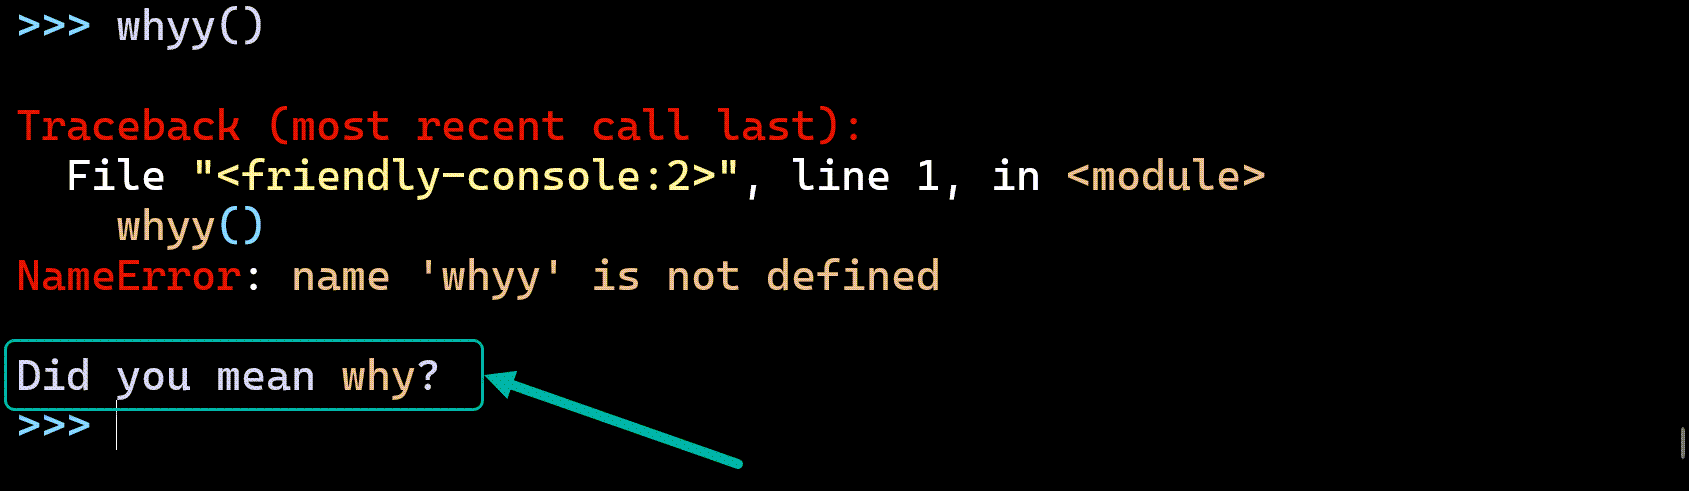 >>> whyy()
Traceback (most recent call last):
  File "<friendly-console:2>", line 1, in <module>
    whyy()
NameError: name 'whyy' is not defined
Did you mean why?
>>>